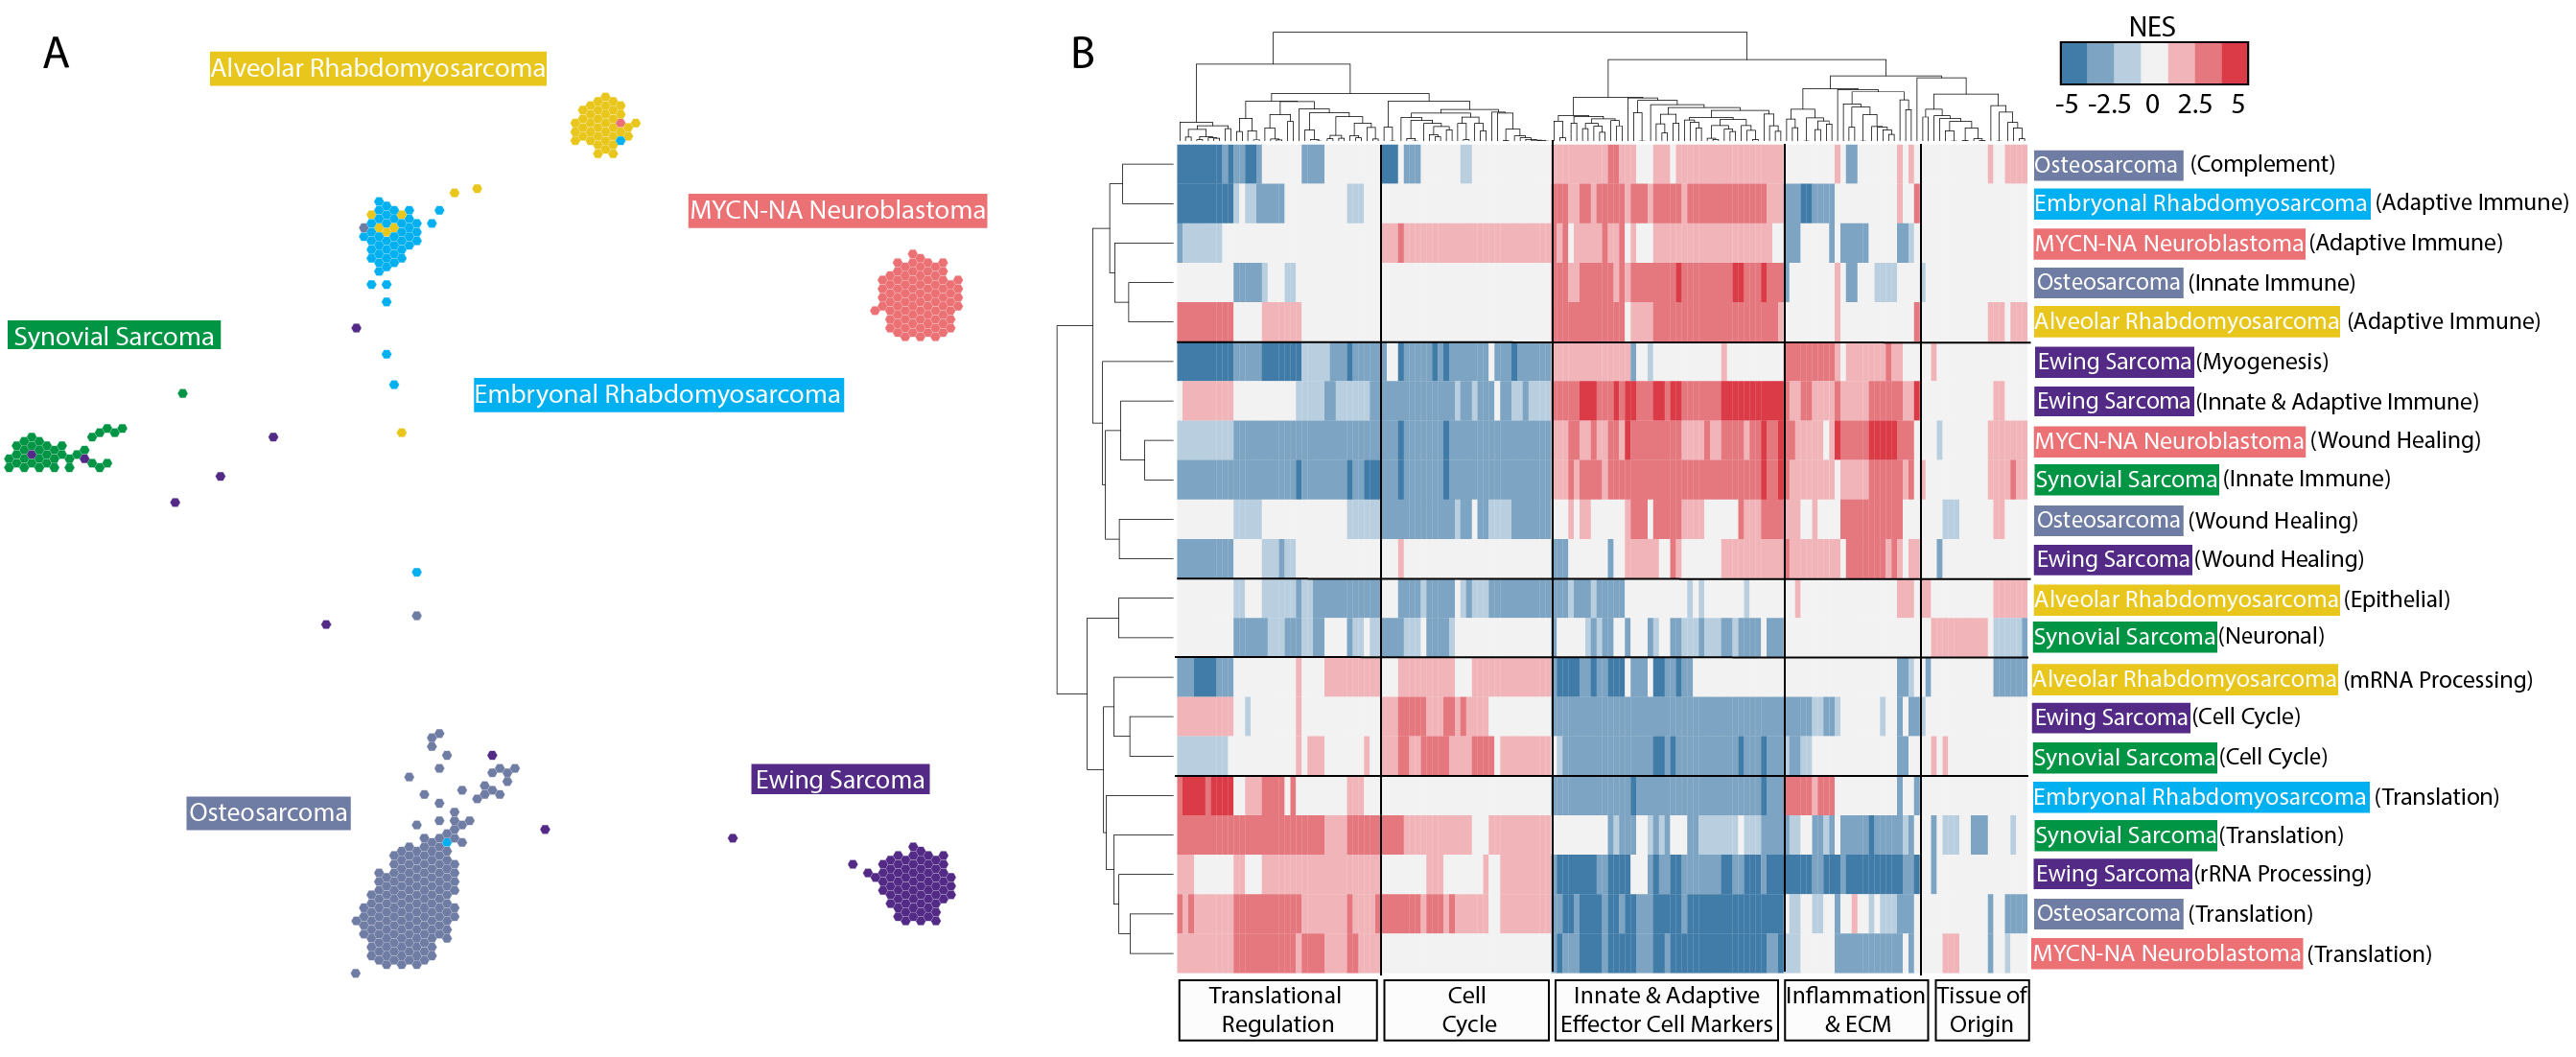 A
Alveolar Rhabdomyosarcoma
MYCN-NA Neuroblastoma
Synovial Sarcoma
Embryonal Rhabdomyosarcoma
Ewing Sarcoma
Osteosarcoma
B
NES
-5 -2.5 0 2.5 5
Osteosarcoma (Complement)
Embryonal Rhabdomyosarcoma (Adaptive Immune)
MYCN-NA Neuroblastoma (Adaptive Immune)
Osteosarcoma (Innate Immune)
Alveolar Rhabdomyosarcoma (Adaptive Immune)
Ewing Sarcoma (Myogenesis)
Ewing Sarcoma (Innate & Adaptive Immune)
MYCN-NA Neuroblastoma (Wound Healing)
Synovial Sarcoma (Innate Immune)
Osteosarcoma (Wound Healing)
Ewing Sarcoma (Wound Healing)
Alveolar Rhabdomyosarcoma (Epithelial)
Synovial Sarcoma (Neuronal)
Alveolar Rhabdomyosarcoma (mRNA Processing)
Ewing Sarcoma (Cell Cycle)
Synovial Sarcoma (Cell Cycle)
Embryonal Rhabdomyosarcoma (Translation)
Synovial Sarcoma (Translation)
Ewing Sarcoma (rRNA Processing)
Osteosarcoma (Translation)
MYCN-NA Neuroblastoma (Translation)
Translational
Regulation
Cell
Cycle
Innate & Adaptive
Effector Cell Markers
Inflammation
& ECM
Tissue of
Origin